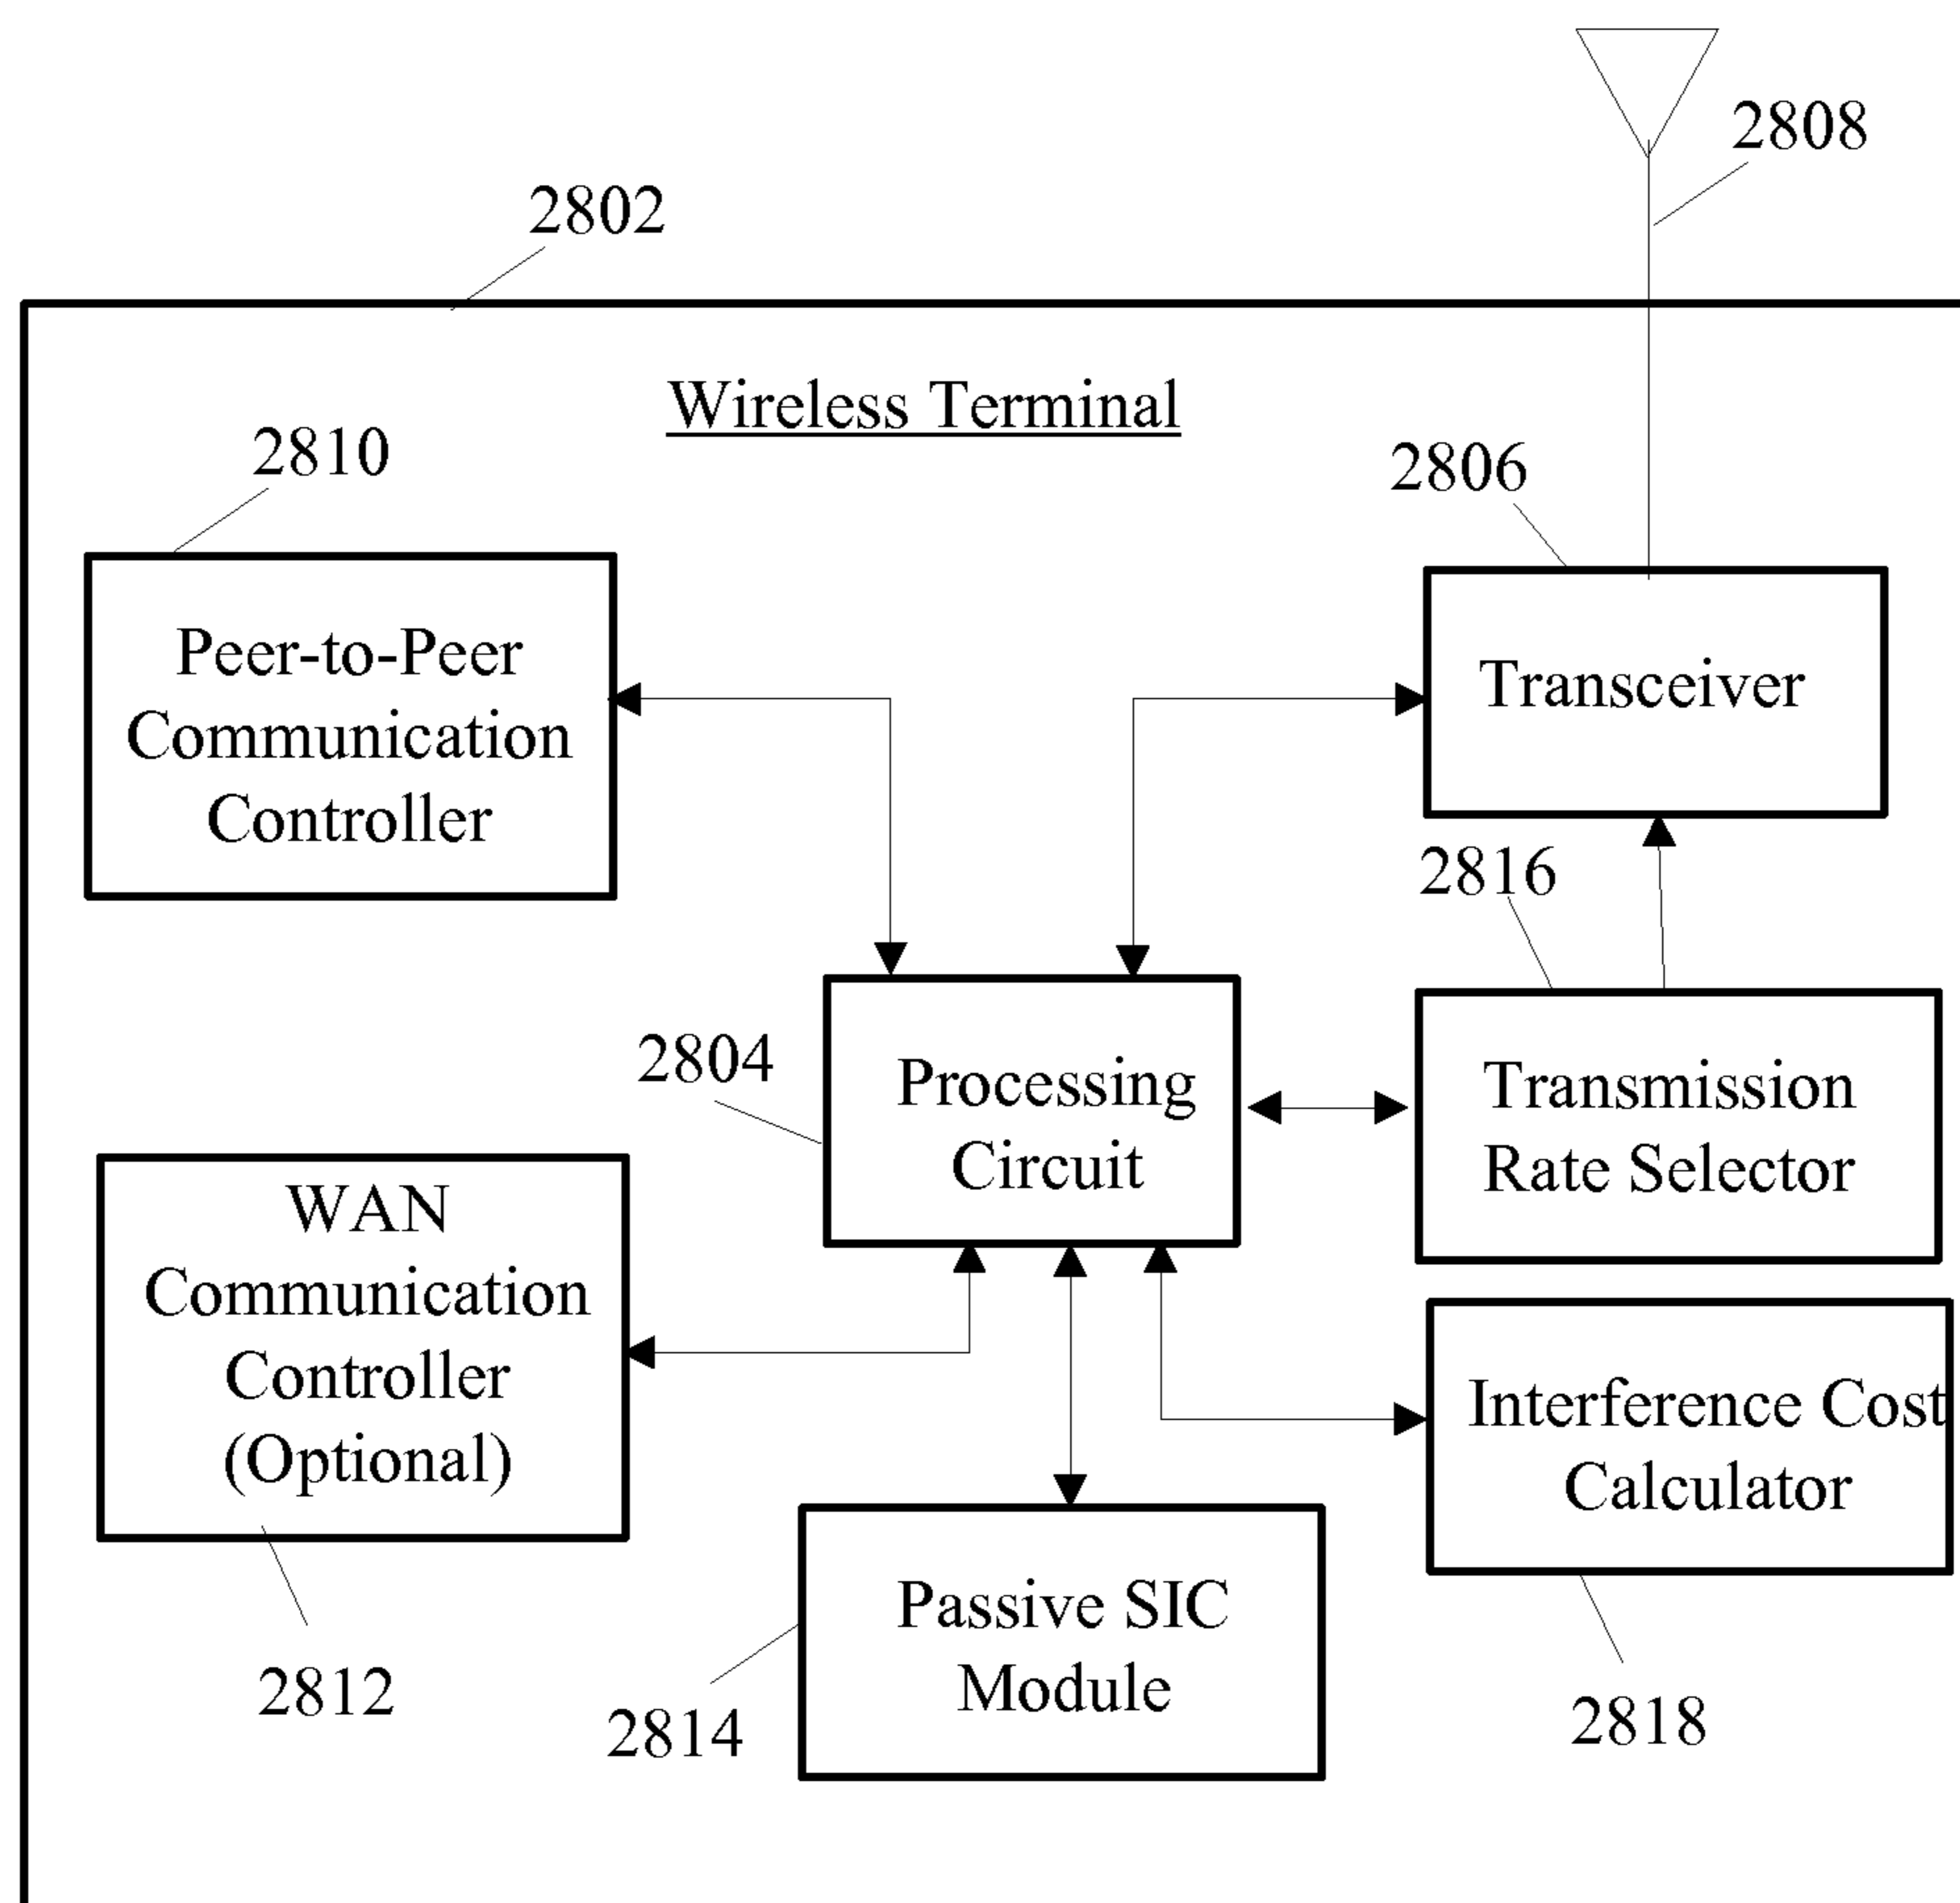 2808
2802
Wireless Terminal
2810
2806
Peer-to-Peer
Communication
Controller
Transceiver
2816
2804
Processing
Circuit
Transmission
Rate Selector
WAN
Communication
Controller
(Optional)
Interference Cost
Calculator
Passive SIC
Module
2812
2814
2818